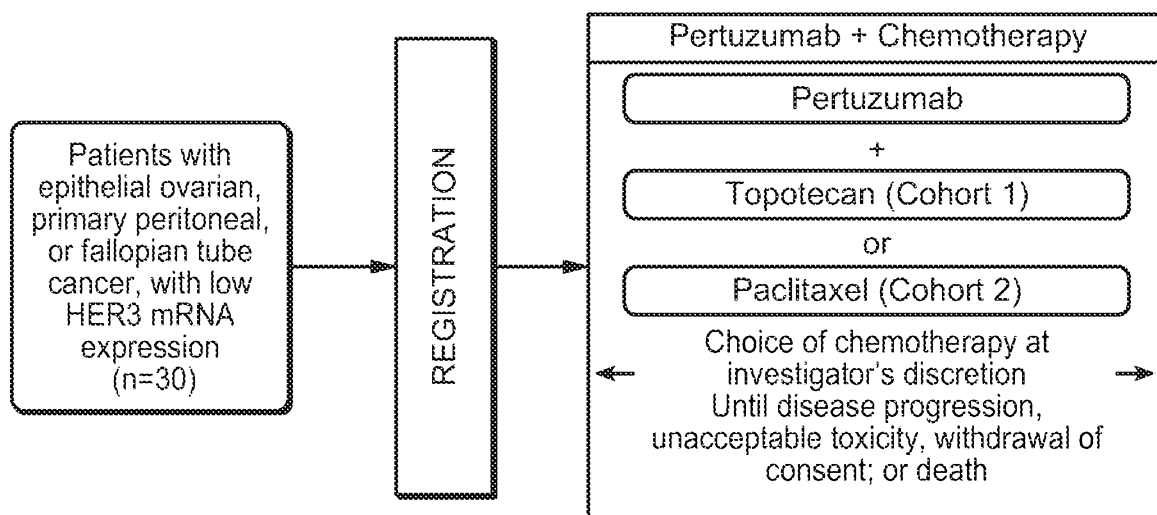 Patients with
epithelial ovarian,
primary peritoneal,
or fallopian tube
cancer, with low
HER3 mRNA
expression
(n=30)
REGISTRATION
Pertuzumab + Chemotherapy
Pertuzumab
+
Topotecan (Cohort 1)
or
Paclitaxel (Cohort 2)
Choice of chemotherapy at
investigator's discretion
Until disease progression,
unacceptable toxicity, withdrawal of
consent; or death